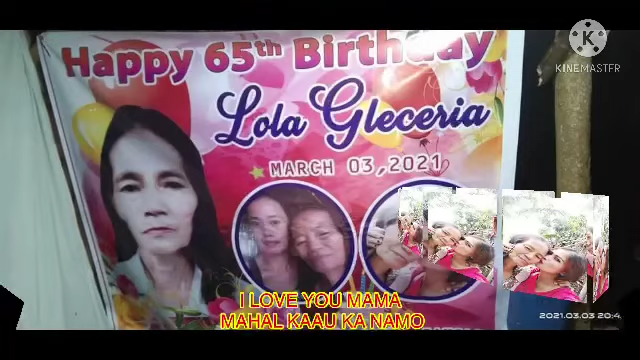 Happy 65th Birthday
Lola Gleceria
MARCH 03,2021
KINEMASTER
I LOVE YOU MAMA
MAHAL KAAU KA NAMO
2021.03.03 20:4